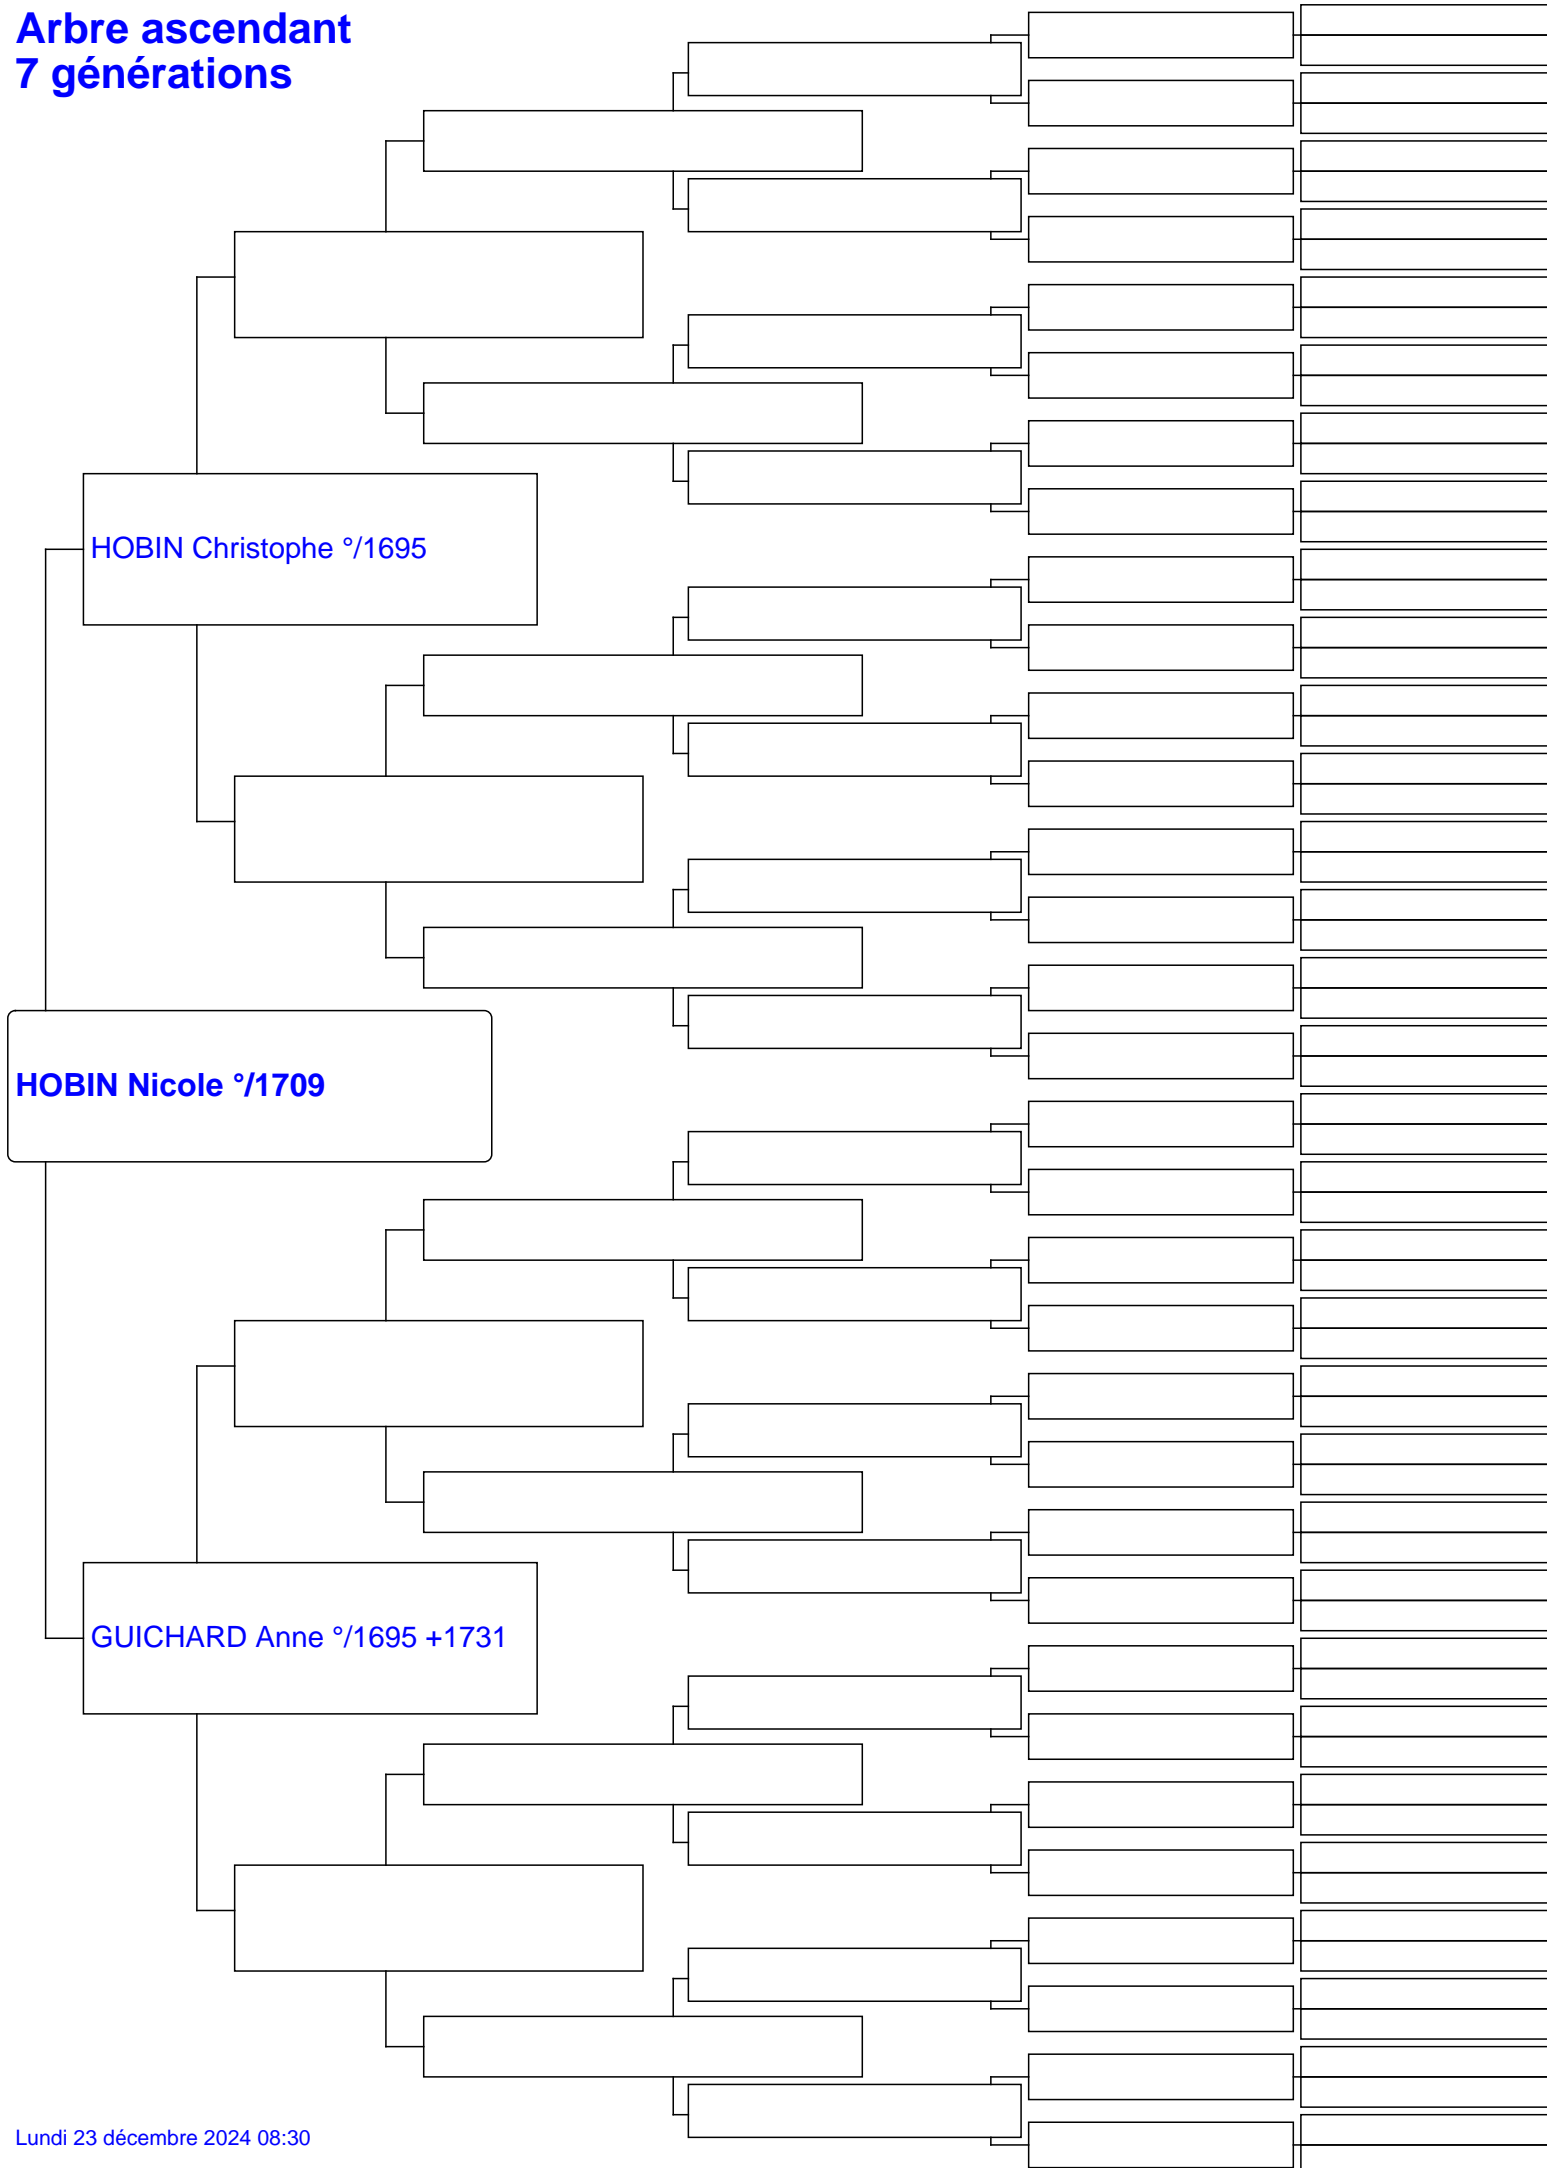 Arbre ascendant
7 générations
HOBIN Christophe °/1695
HOBIN Nicole °/1709
GUICHARD Anne °/1695 +1731
Lundi 23 décembre 2024 08:30